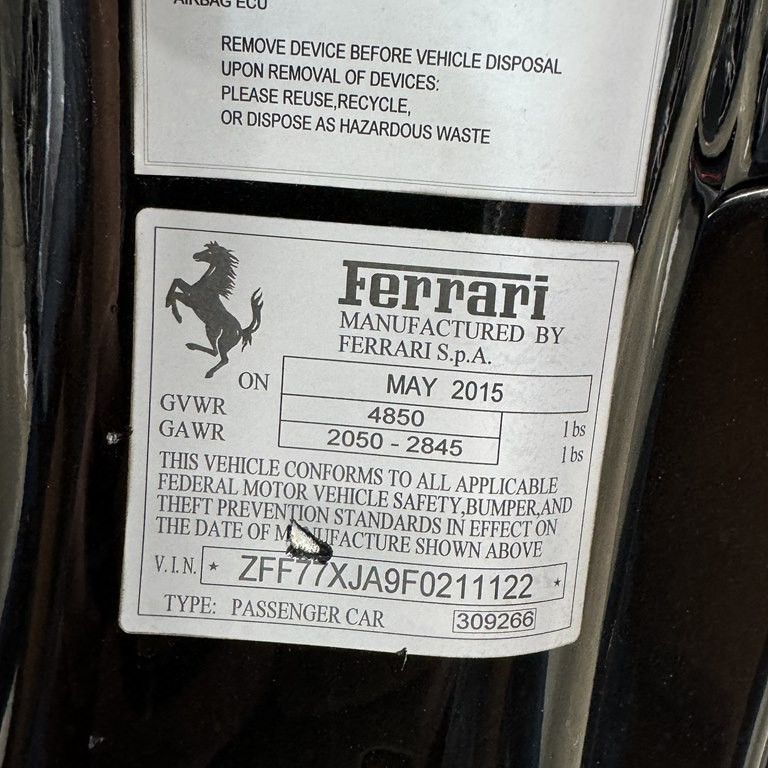 AIRBAG ECU
REMOVE DEVICE BEFORE VEHICLE DISPOSAL
UPON REMOVAL OF DEVICES:
PLEASE REUSE,RECYCLE,
OR DISPOSE AS HAZARDOUS WASTE
Ferrari
MANUFACTURED BY
FERRARI S.p.A.
ON MAY 2015
GVWR 4850 lbs
GAWR 2050 - 2845 lbs
THIS VEHICLE CONFORMS TO ALL APPLICABLE
FEDERAL MOTOR VEHICLE SAFETY,BUMPER,AND
THEFT PREVENTION STANDARDS IN EFFECT ON
THE DATE OF MANUFACTURE SHOWN ABOVE
V.I.N. * ZFF77XJA9F0211122 *
TYPE: PASSENGER CAR 309266